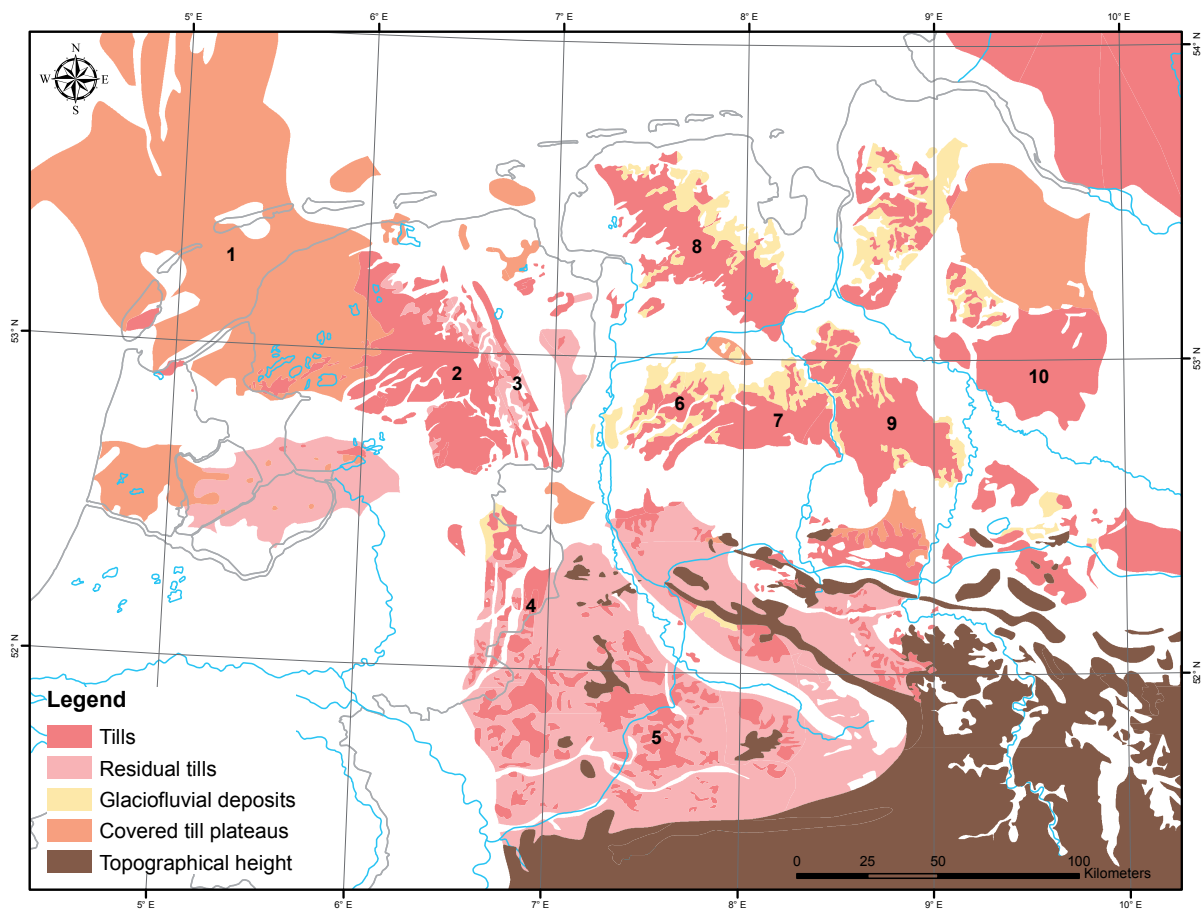 5° E 6° E 7° E 8° E 9° E 10° E
54° N
N
W E
S
1
8
53° N
53° N
2
3
10
6
7
9
4
52° N
52° N
5
Legend
Tills
Residual tills
Glaciofluvial deposits
Covered till plateaus
Topographical height
0 25 50 100
Kilometers
5° E 6° E 7° E 8° E 9° E 10° E